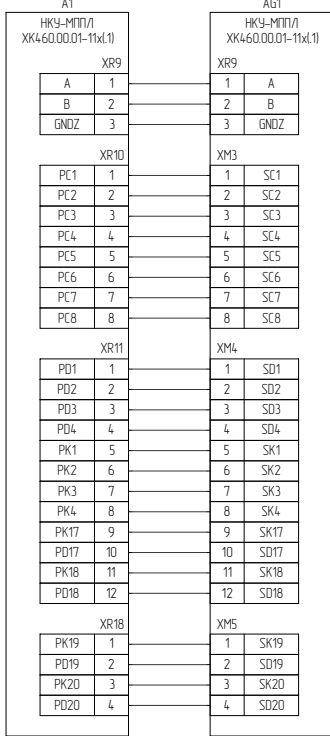 A1 AG1
НКУ-МПП/Л НКУ-МПП/Л
ХК460.00.01-11х(.1) ХК460.00.01-11х(.1)
XR9 XR9
A 1 1 A
B 2 2 B
GNDZ 3 3 GNDZ
XR10 XM3
PC1 1 1 SC1
PC2 2 2 SC2
PC3 3 3 SC3
PC4 4 4 SC4
PC5 5 5 SC5
PC6 6 6 SC6
PC7 7 7 SC7
PC8 8 8 SC8
XR11 XM4
PD1 1 1 SD1
PD2 2 2 SD2
PD3 3 3 SD3
PD4 4 4 SD4
PK1 5 5 SK1
PK2 6 6 SK2
PK3 7 7 SK3
PK4 8 8 SK4
PK17 9 9 SK17
PD17 10 10 SD17
PK18 11 11 SK18
PD18 12 12 SD18
XR18 XM5
PK19 1 1 SK19
PD19 2 2 SD19
PK20 3 3 SK20
PD20 4 4 SD20